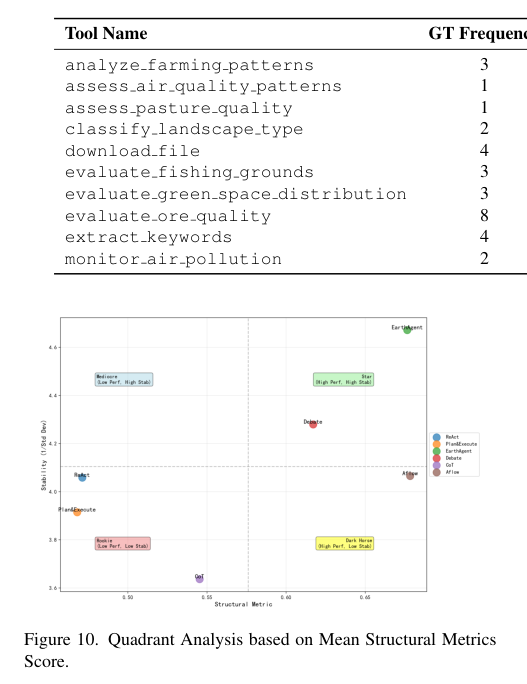 Tool Name GT Frequenc
analyze_farming_patterns 3
assess_air_quality_patterns 1
assess_pasture_quality 1
classify_landscape_type 2
download_file 4
evaluate_fishing_grounds 3
evaluate_green_space_distribution 3
evaluate_ore_quality 8
extract_keywords 4
monitor_air_pollution 2
EarthAgent
4.6
Mediocre
(Low Perf. High Stab)
Star
(High Perf. High Stab)
4.4
Debate
4.2
Stability (1/Std Dev)
ReAct
Plan&Execute
EarthAgent
Debate
CoT
Aflow
ReAct
Aflow
4.0
Plan&Execute
3.8
Rookie
(Low Perf. Low Stab)
Dark Horse
(High Perf. Low Stab)
CoT
3.6
0.50 0.55 0.60 0.65
Structural Metric
Figure 10. Quadrant Analysis based on Mean Structural Metrics
Score.